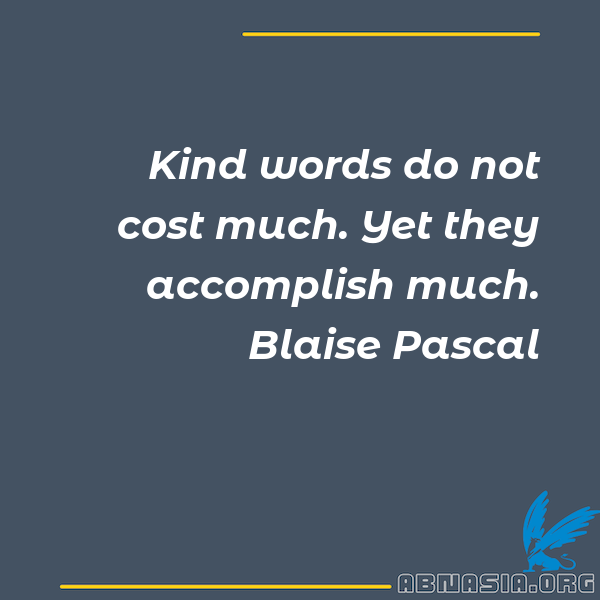 Kind words do not
cost much. Yet they
accomplish much.
Blaise Pascal
ABNASIA.ORG